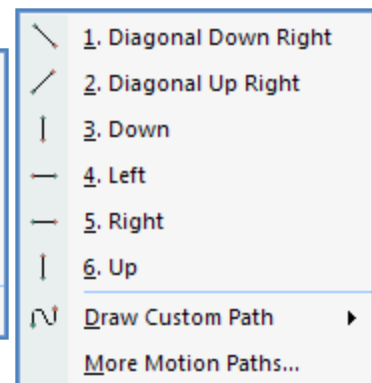 1. Diagonal Down Right
2. Diagonal Up Right
3. Down
4. Left
5. Right
6. Up
Draw Custom Path
More Motion Paths...